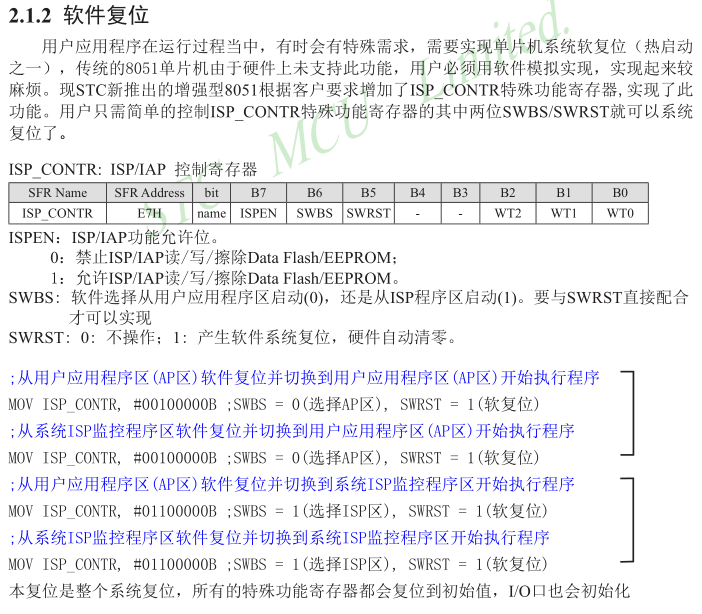 2.1.2 软件复位
用户应用程序在运行过程当中，有时会有特殊需求，需要实现单片机系统软复位（热启动
之一），传统的8051单片机由于硬件上未支持此功能，用户必须用软件模拟实现，实现起来较
麻烦。现STC新推出的增强型8051根据客户要求增加了ISP_CONTR特殊功能寄存器,实现了此
功能。用户只需简单的控制ISP_CONTR特殊功能寄存器的其中两位SWBS/SWRST就可以系统
复位了。
STC MCU Limited.
ISP_CONTR: ISP/IAP 控制寄存器
SFR Name SFR Address bit B7 B6 B5 B4 B3 B2 B1 B0
ISP_CONTR E7H name ISPEN SWBS SWRST - - WT2 WT1 WT0
ISPEN：ISP/IAP功能允许位。
0：禁止ISP/IAP读/写/擦除Data Flash/EEPROM；
1：允许ISP/IAP读/写/擦除Data Flash/EEPROM。
SWBS：软件选择从用户应用程序区启动(0)，还是从ISP程序区启动(1)。要与SWRST直接配合
才可以实现
SWRST：0：不操作；1：产生软件系统复位，硬件自动清零。
;从用户应用程序区(AP区)软件复位并切换到用户应用程序区(AP区)开始执行程序
MOV ISP_CONTR, #00100000B ;SWBS = 0(选择AP区), SWRST = 1(软复位)
;从系统ISP监控程序区软件复位并切换到用户应用程序区(AP区)开始执行程序
MOV ISP_CONTR, #00100000B ;SWBS = 0(选择AP区), SWRST = 1(软复位)
;从用户应用程序区(AP区)软件复位并切换到系统ISP监控程序区开始执行程序
MOV ISP_CONTR, #01100000B ;SWBS = 1(选择ISP区), SWRST = 1(软复位)
;从系统ISP监控程序区软件复位并切换到系统ISP监控程序区开始执行程序
MOV ISP_CONTR, #01100000B ;SWBS = 1(选择ISP区), SWRST = 1(软复位)
本复位是整个系统复位，所有的特殊功能寄存器都会复位到初始值，I/O口也会初始化